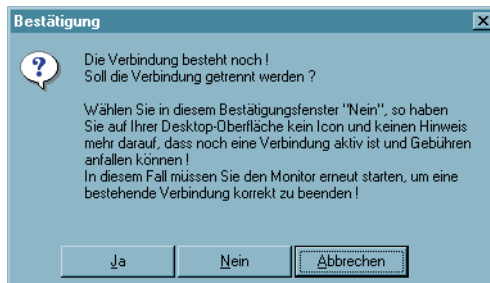 Bestätigung
Die Verbindung besteht noch !
Soll die Verbindung getrennt werden ?
Wählen Sie in diesem Bestätigungsfenster "Nein", so haben
Sie auf Ihrer Desktop-Oberfläche kein Icon und keinen Hinweis
mehr darauf, dass noch eine Verbindung aktiv ist und Gebühren
anfallen können !
In diesem Fall müssen Sie den Monitor erneut starten, um eine
bestehende Verbindung korrekt zu beenden !
Ja Nein Abbrechen